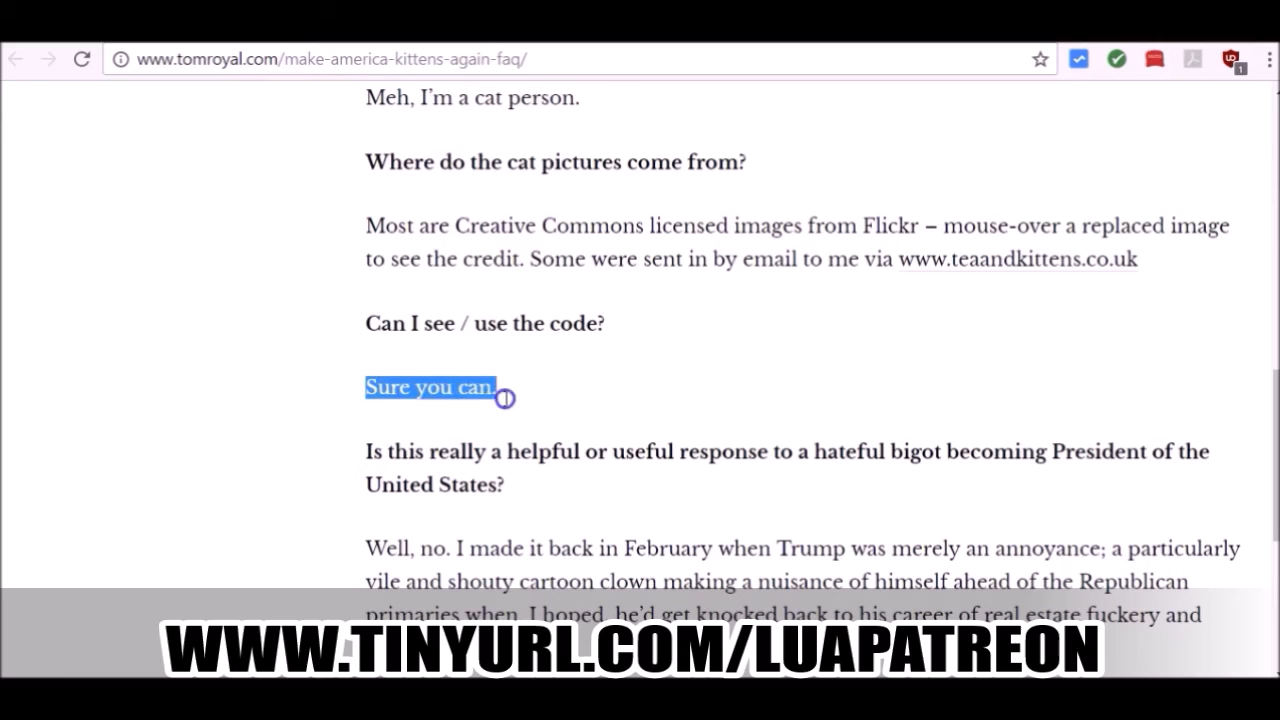 www.tomroyal.com/make-america-kittens-again-faq/
1
Meh, I'm a cat person.
Where do the cat pictures come from?
Most are Creative Commons licensed images from Flickr – mouse-over a replaced image
to see the credit. Some were sent in by email to me via www.teaandkittens.co.uk
Can I see / use the code?
Sure you can.
Is this really a helpful or useful response to a hateful bigot becoming President of the
United States?
Well, no. I made it back in February when Trump was merely an annoyance; a particularly
vile and shouty cartoon clown making a nuisance of himself ahead of the Republican
primaries when, I hoped, he'd get knocked back to his career of real estate fuckery and
WWW.TINYURL.COM/LUAPATREON